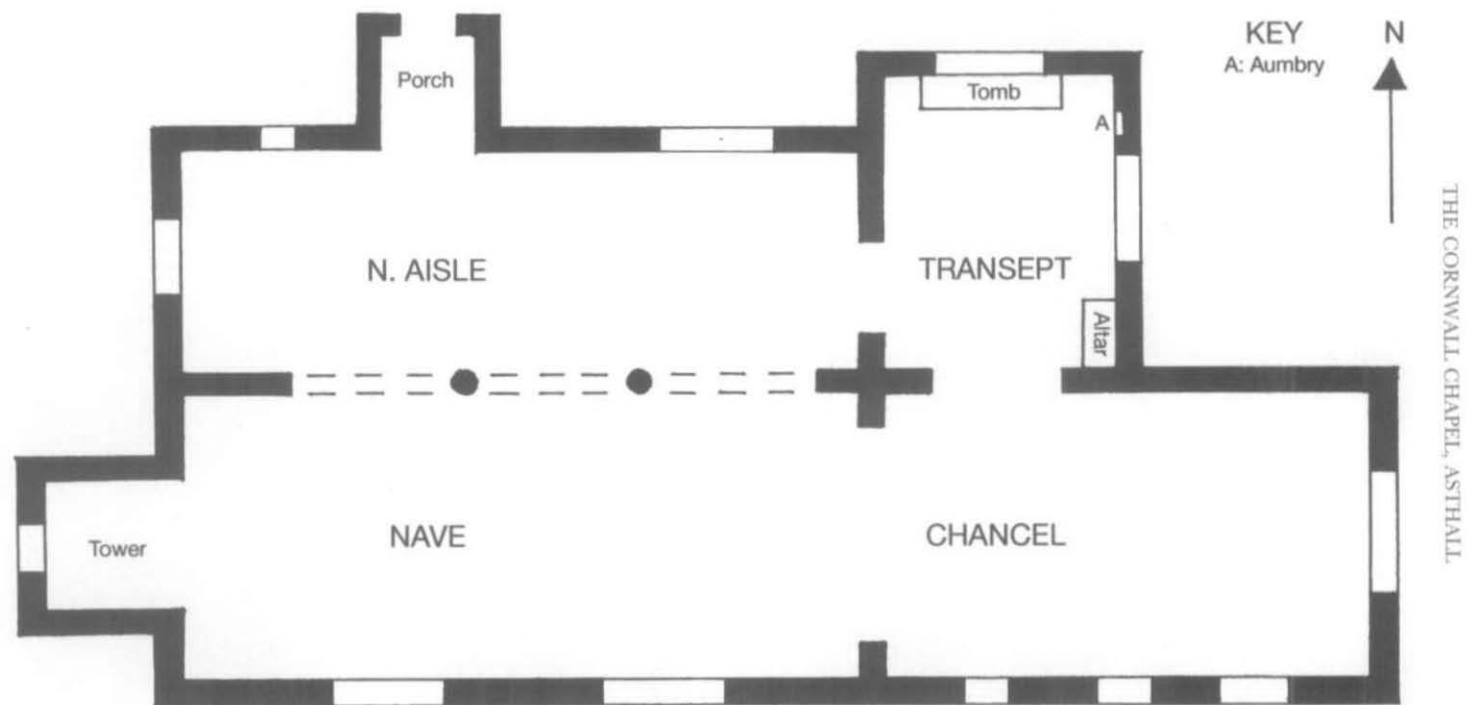 KEY
A: Aumbry
N
Porch
Tomb
A
N. AISLE
TRANSEPT
Altar
Tower
NAVE
CHANCEL
THE CORNWALL CHAPEL, ASTHALL